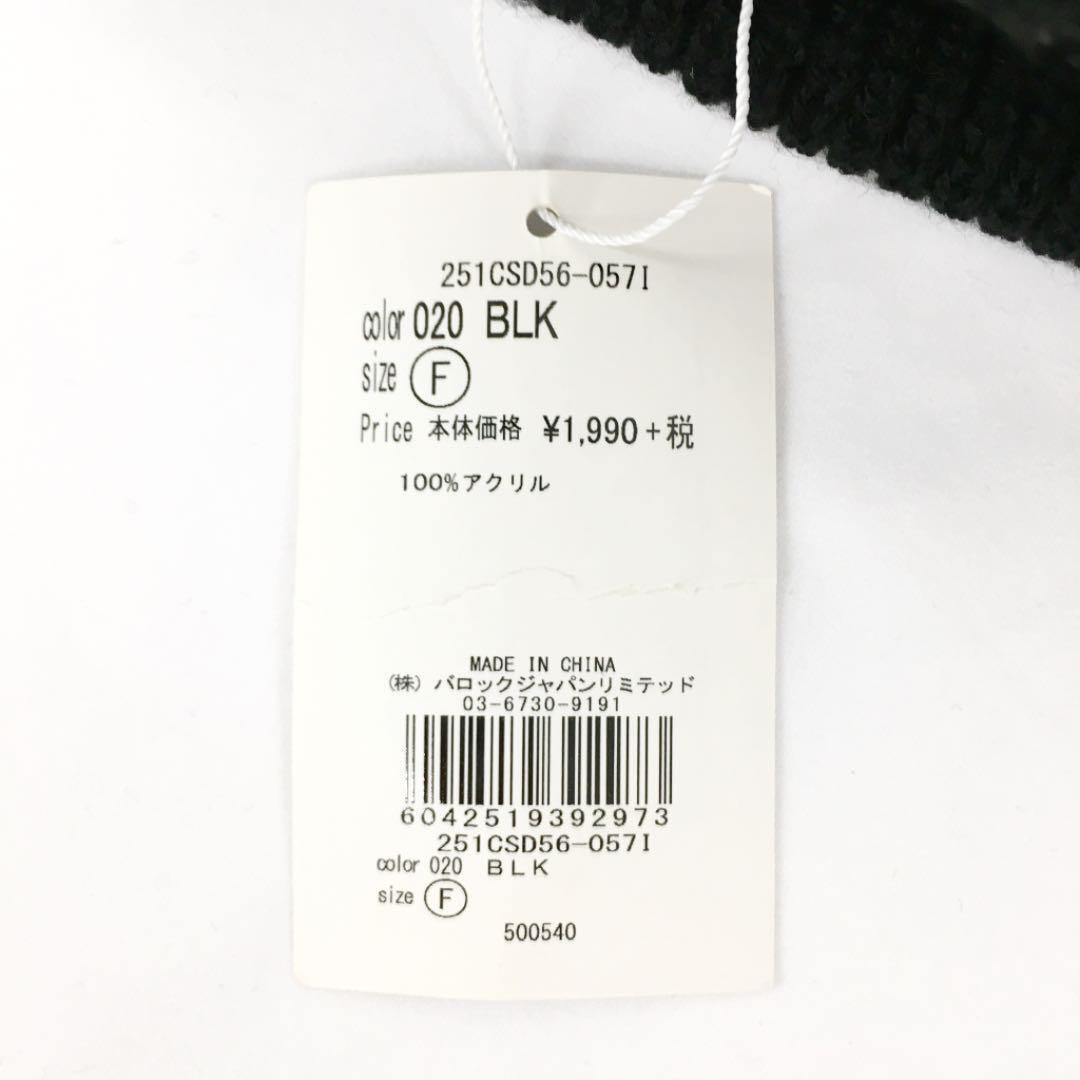 251CSD56-057I
color 020 BLK
size F
Price 本体価格 ¥1,990+税
100%アクリル
MADE IN CHINA
(株) バロックジャパンリミテッド
03-6730-9191
6042519392973
251CSD56-057I
color 020 BLK
size F
500540